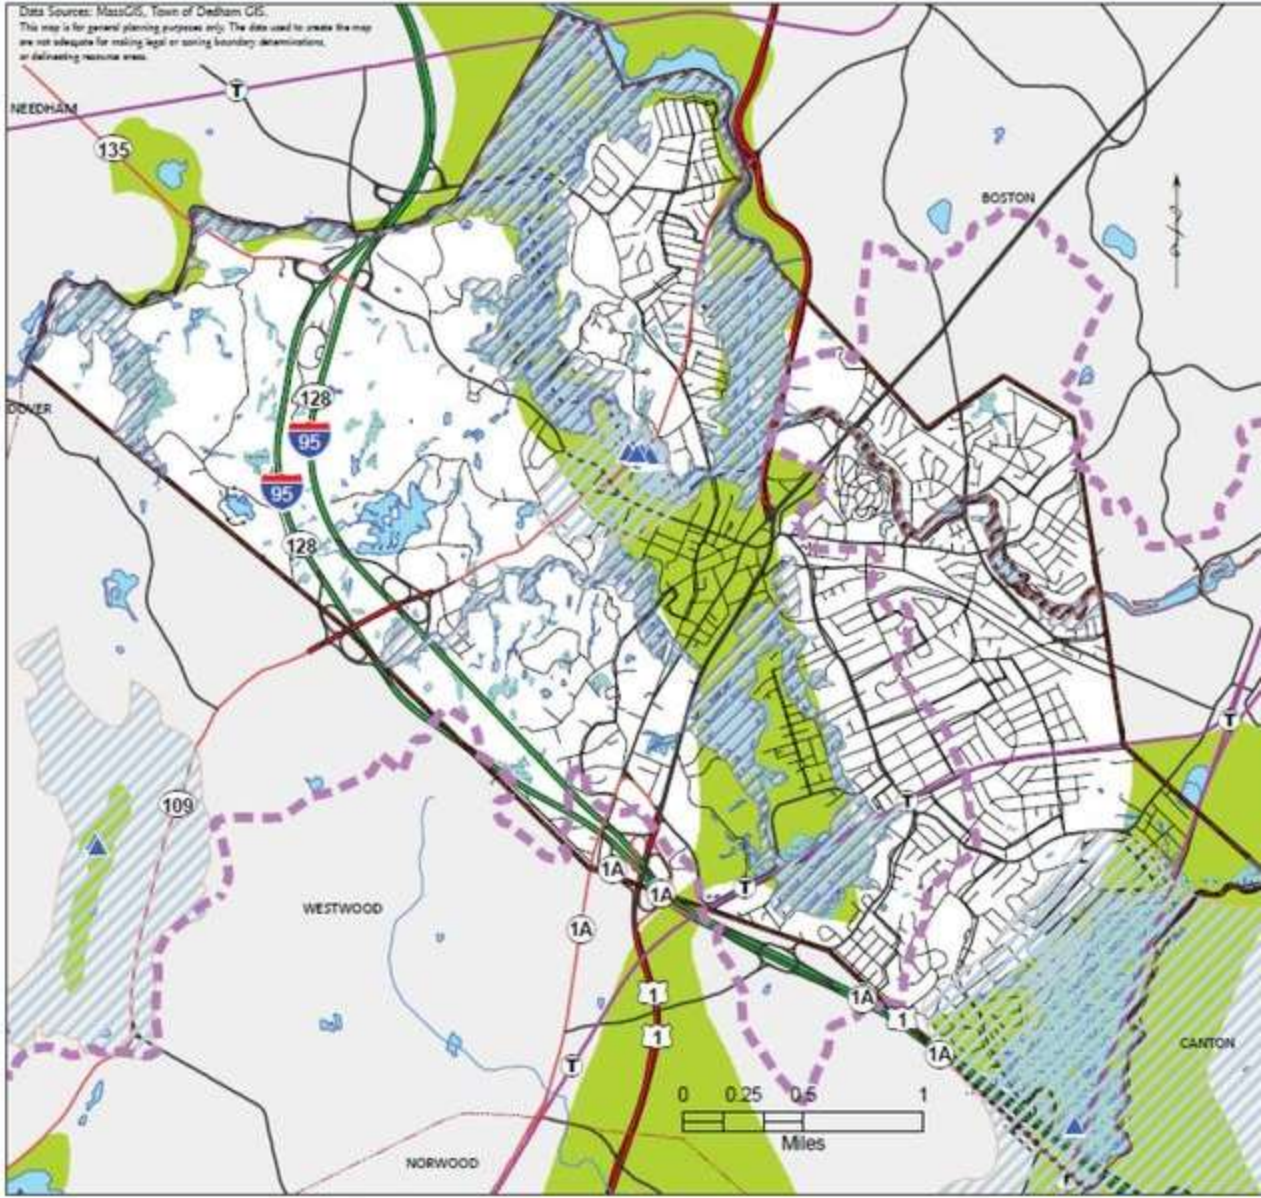 Data Sources: MassGIS, Town of Dedham GIS.
This map is for general planning purposes only. The data used to create the map
are not adequate for making legal or zoning boundary determinations,
or delineating resource areas.
T
NEEDHAM
135
BOSTON
128
DOVER
95
95
128
T
109
T
1A
T
1A
WESTWOOD
1A
1
1A
1
1
CANTON
1A
T
0 0.25 0.5 1
Miles
NORWOOD